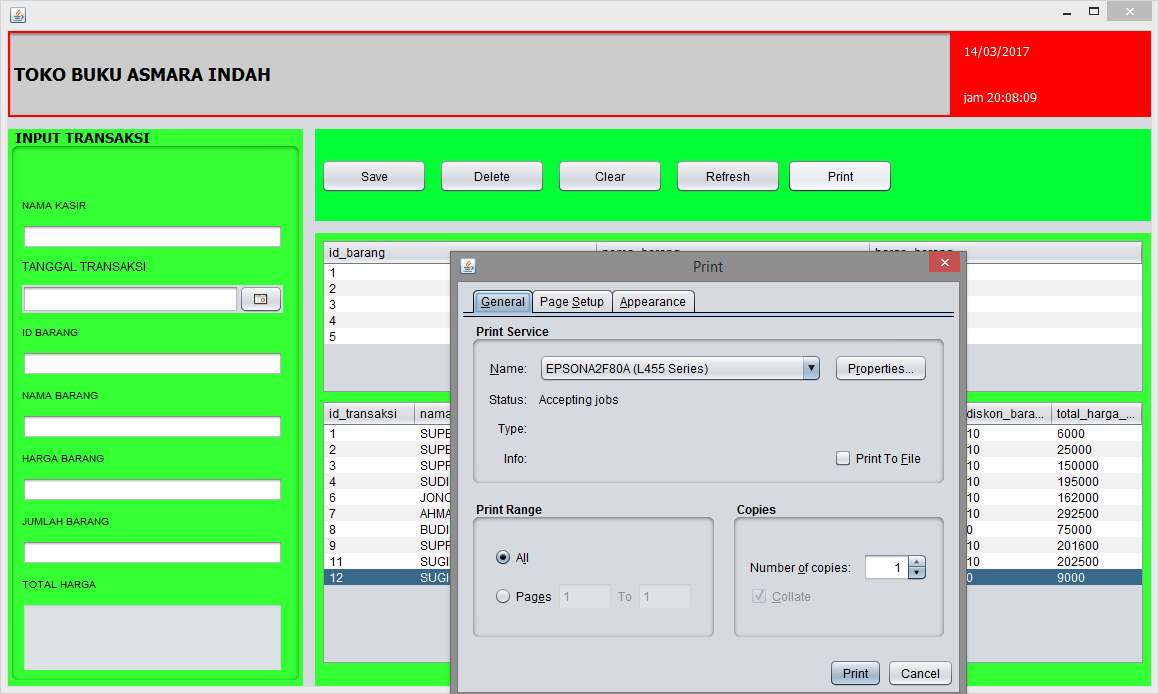 TOKO BUKU ASMARA INDAH
14/03/2017
jam 20:08:09
INPUT TRANSAKSI
NAMA KASIR
TANGGAL TRANSAKSI
ID BARANG
NAMA BARANG
HARGA BARANG
JUMLAH BARANG
TOTAL HARGA
Save Delete Clear Refresh Print
id_barang
1
2
3
4
5
id_transaksi nama diskon_bara... total_harga_...
1 SUPE 10 6000
2 SUPE 10 25000
3 SUPR 10 150000
4 SUDI 10 195000
6 JONO 10 162000
7 AHMA 10 292500
8 BUDI 0 75000
9 SUPR 10 201600
11 SUGI 10 202500
12 SUGI 0 9000
Print
General Page Setup Appearance
Print Service
Name: EPSONA2F80A (L455 Series) Properties...
Status: Accepting jobs
Type:
Info: Print To File
Print Range
All
Pages 1 To 1
Copies
Number of copies: 1
Collate
Print Cancel